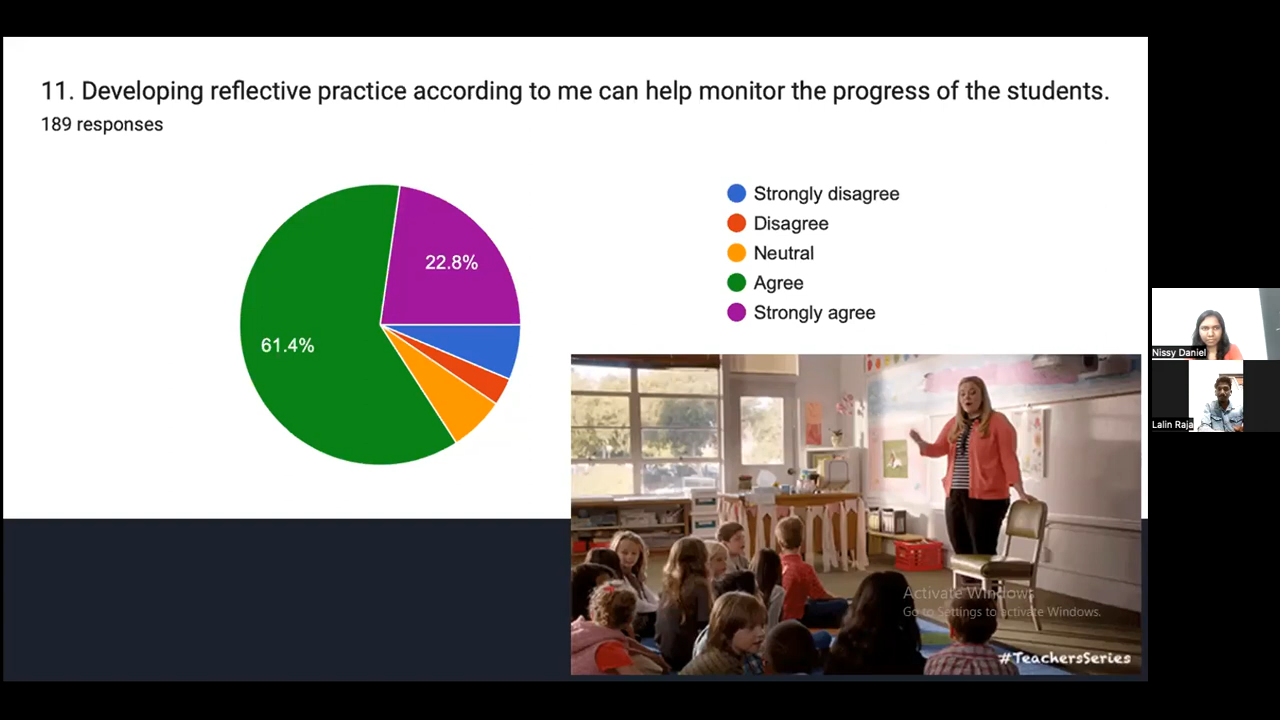 11. Developing reflective practice according to me can help monitor the progress of the students.
189 responses
22.8%
61.4%
Strongly disagree
Disagree
Neutral
Agree
Strongly agree
Nissy Daniel
Lalin Raja
Activate Windows
Go to Settings to activate Windows.
#TeachersSeries